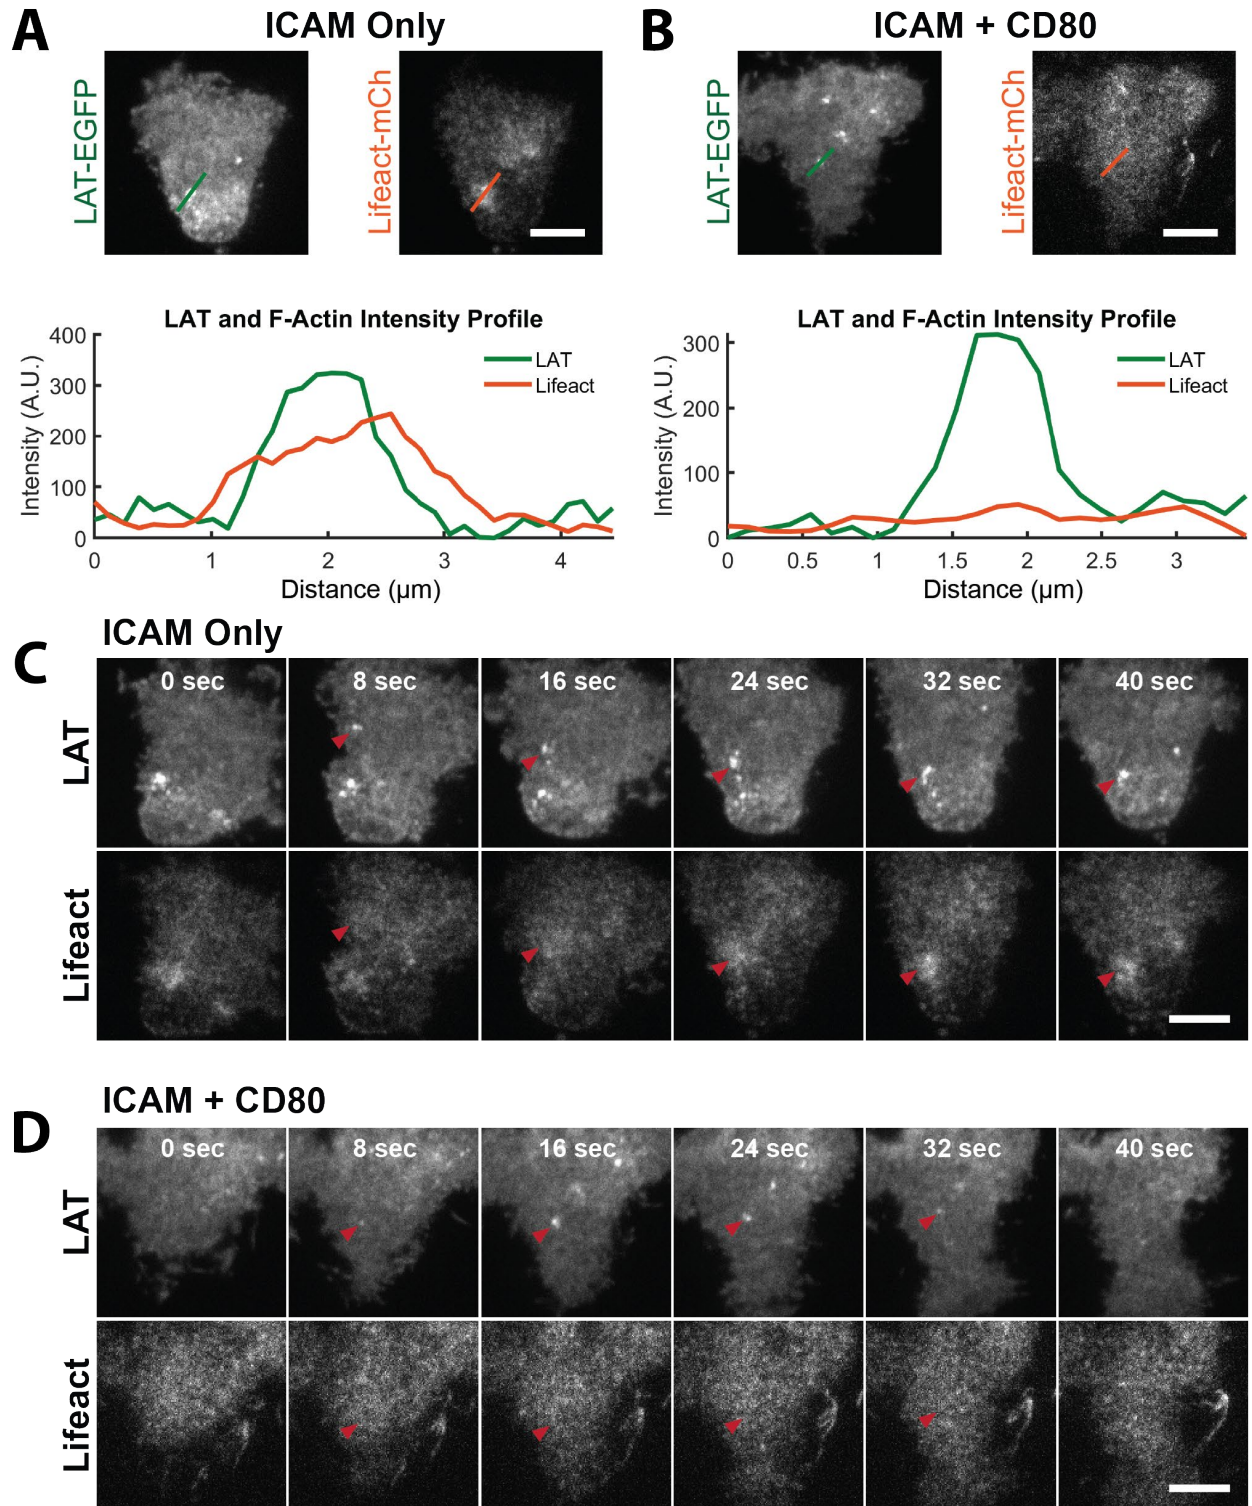 A
ICAM Only
LAT-EGFP
Lifeact-mCh
LAT and F-Actin Intensity Profile
Intensity (A.U.)
400
300
200
100
0
0 1 2 3 4
Distance (μm)
LAT
Lifeact
B
ICAM + CD80
LAT-EGFP
Lifeact-mCh
LAT and F-Actin Intensity Profile
Intensity (A.U.)
300
200
100
0
0 0.5 1 1.5 2 2.5 3
Distance (μm)
LAT
Lifeact
C
ICAM Only
0 sec 8 sec 16 sec 24 sec 32 sec 40 sec
LAT
Lifeact
D
ICAM + CD80
0 sec 8 sec 16 sec 24 sec 32 sec 40 sec
LAT
Lifeact